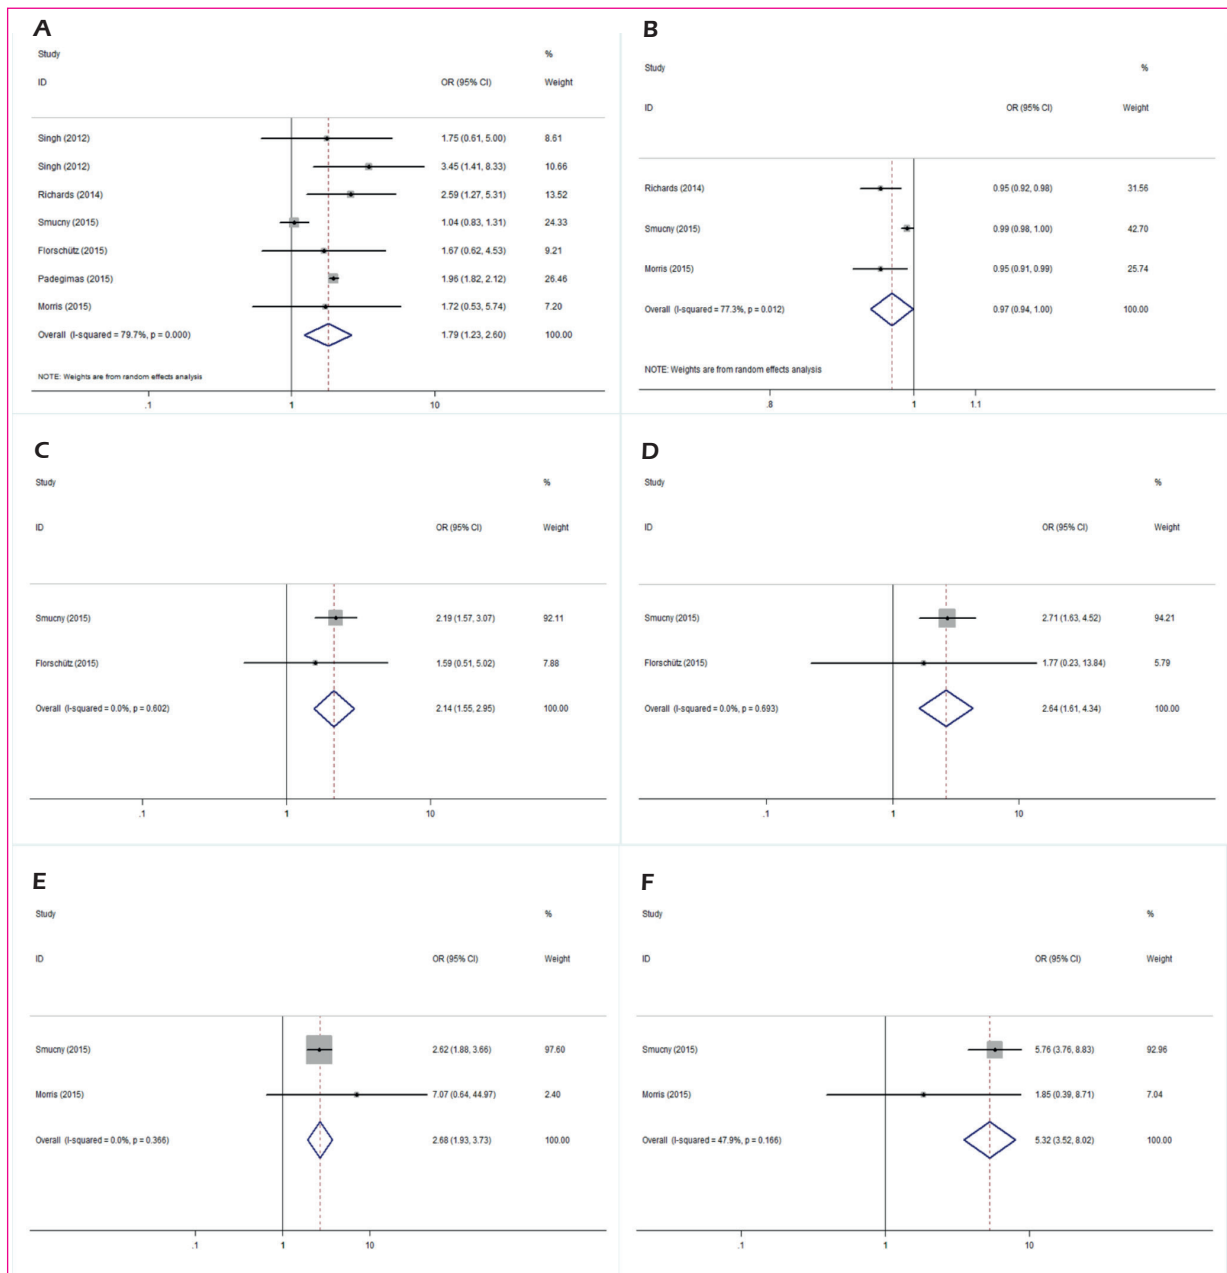 A
Study %
ID OR (95% CI) Weight
Singh (2012) 1.75 (0.61, 5.00) 8.61
Singh (2012) 3.45 (1.41, 8.33) 10.66
Richards (2014) 2.59 (1.27, 5.31) 13.52
Smucny (2015) 1.04 (0.83, 1.31) 24.33
Florschütz (2015) 1.67 (0.62, 4.53) 9.21
Padegimas (2015) 1.96 (1.82, 2.12) 26.46
Morris (2015) 1.72 (0.53, 5.74) 7.20
Overall (I-squared = 79.7%, p = 0.000) 1.79 (1.23, 2.60) 100.00
NOTE: Weights are from random effects analysis
.1 1 10
B
Study %
ID OR (95% CI) Weight
Richards (2014) 0.95 (0.92, 0.98) 31.56
Smucny (2015) 0.99 (0.98, 1.00) 42.70
Morris (2015) 0.95 (0.91, 0.99) 25.74
Overall (I-squared = 77.3%, p = 0.012) 0.97 (0.94, 1.00) 100.00
NOTE: Weights are from random effects analysis
.8 1 1.1
C
Study %
ID OR (95% CI) Weight
Smucny (2015) 2.19 (1.57, 3.07) 92.11
Florschütz (2015) 1.59 (0.51, 5.02) 7.88
Overall (I-squared = 0.0%, p = 0.602) 2.14 (1.55, 2.95) 100.00
.1 1 10
D
Study %
ID OR (95% CI) Weight
Smucny (2015) 2.71 (1.63, 4.52) 94.21
Florschütz (2015) 1.77 (0.23, 13.84) 5.79
Overall (I-squared = 0.0%, p = 0.693) 2.64 (1.61, 4.34) 100.00
.1 1 10
E
Study %
ID OR (95% CI) Weight
Smucny (2015) 2.62 (1.88, 3.66) 97.60
Morris (2015) 7.07 (0.64, 44.97) 2.40
Overall (I-squared = 0.0%, p = 0.366) 2.68 (1.93, 3.73) 100.00
.1 1 10
F
Study %
ID OR (95% CI) Weight
Smucny (2015) 5.76 (3.76, 8.83) 92.96
Morris (2015) 1.85 (0.39, 8.71) 7.04
Overall (I-squared = 47.9%, p = 0.166) 5.32 (3.52, 8.02) 100.00
.1 1 10